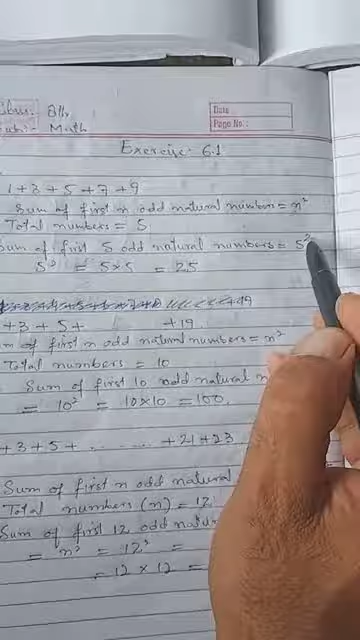 Class:- 8th
Sub:- Math
Date
Page No.:
Exercise- 6.1
1+3+5+7+9
Sum of first n odd natural number = n²
Total numbers = 5
Sum of first 5 odd natural numbers = 5²
5² = 5×5 = 25
+3+5+ +19
m of first n odd natural numbers = n²
Total numbers = 10
Sum of first 10 odd natural n
= 10² = 10×10 = 100.
+3+5+ ... ... +21+23
Sum of first n odd natural
Total numbers (n) = 12
Sum of first 12 odd natu
= n² = 12² =
= 12 × 12 =